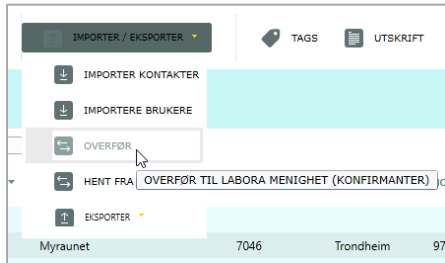 IMPORTER / EKSPORTER
TAGS
UTSKRIFT
IMPORTER KONTAKTER
IMPORTERE BRUKERE
OVERFØR
HENT FRA
OVERFØR TIL LABORA MENIGHET (KONFIRMANTER)
EKSPORTER
Myraunet 7046 Trondheim 97